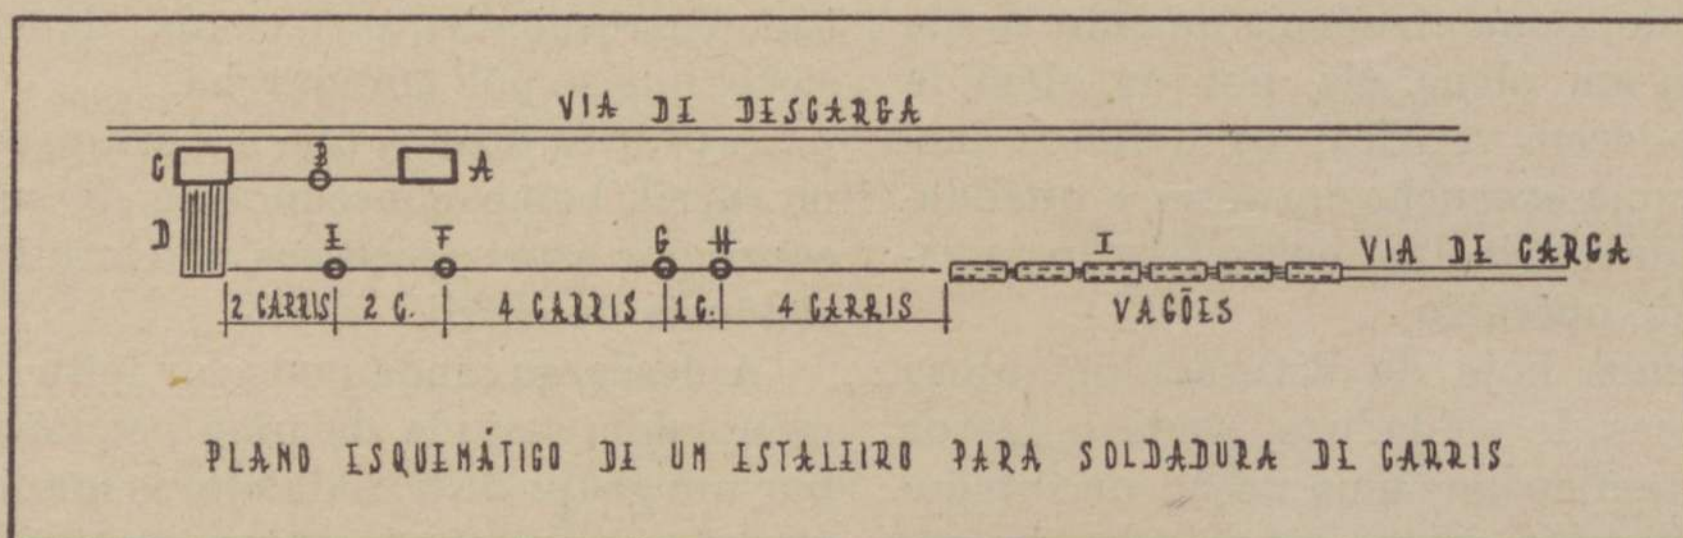 VIA DE DESCARGA
C B A
D E F G H I VIA DE CARGA
2 CARRIS 2 C. 4 CARRIS 1 C. 4 CARRIS VAGÕES
PLANO ESQUEMÁTICO DE UM ESTALEIRO PARA SOLDADURA DE CARRIS